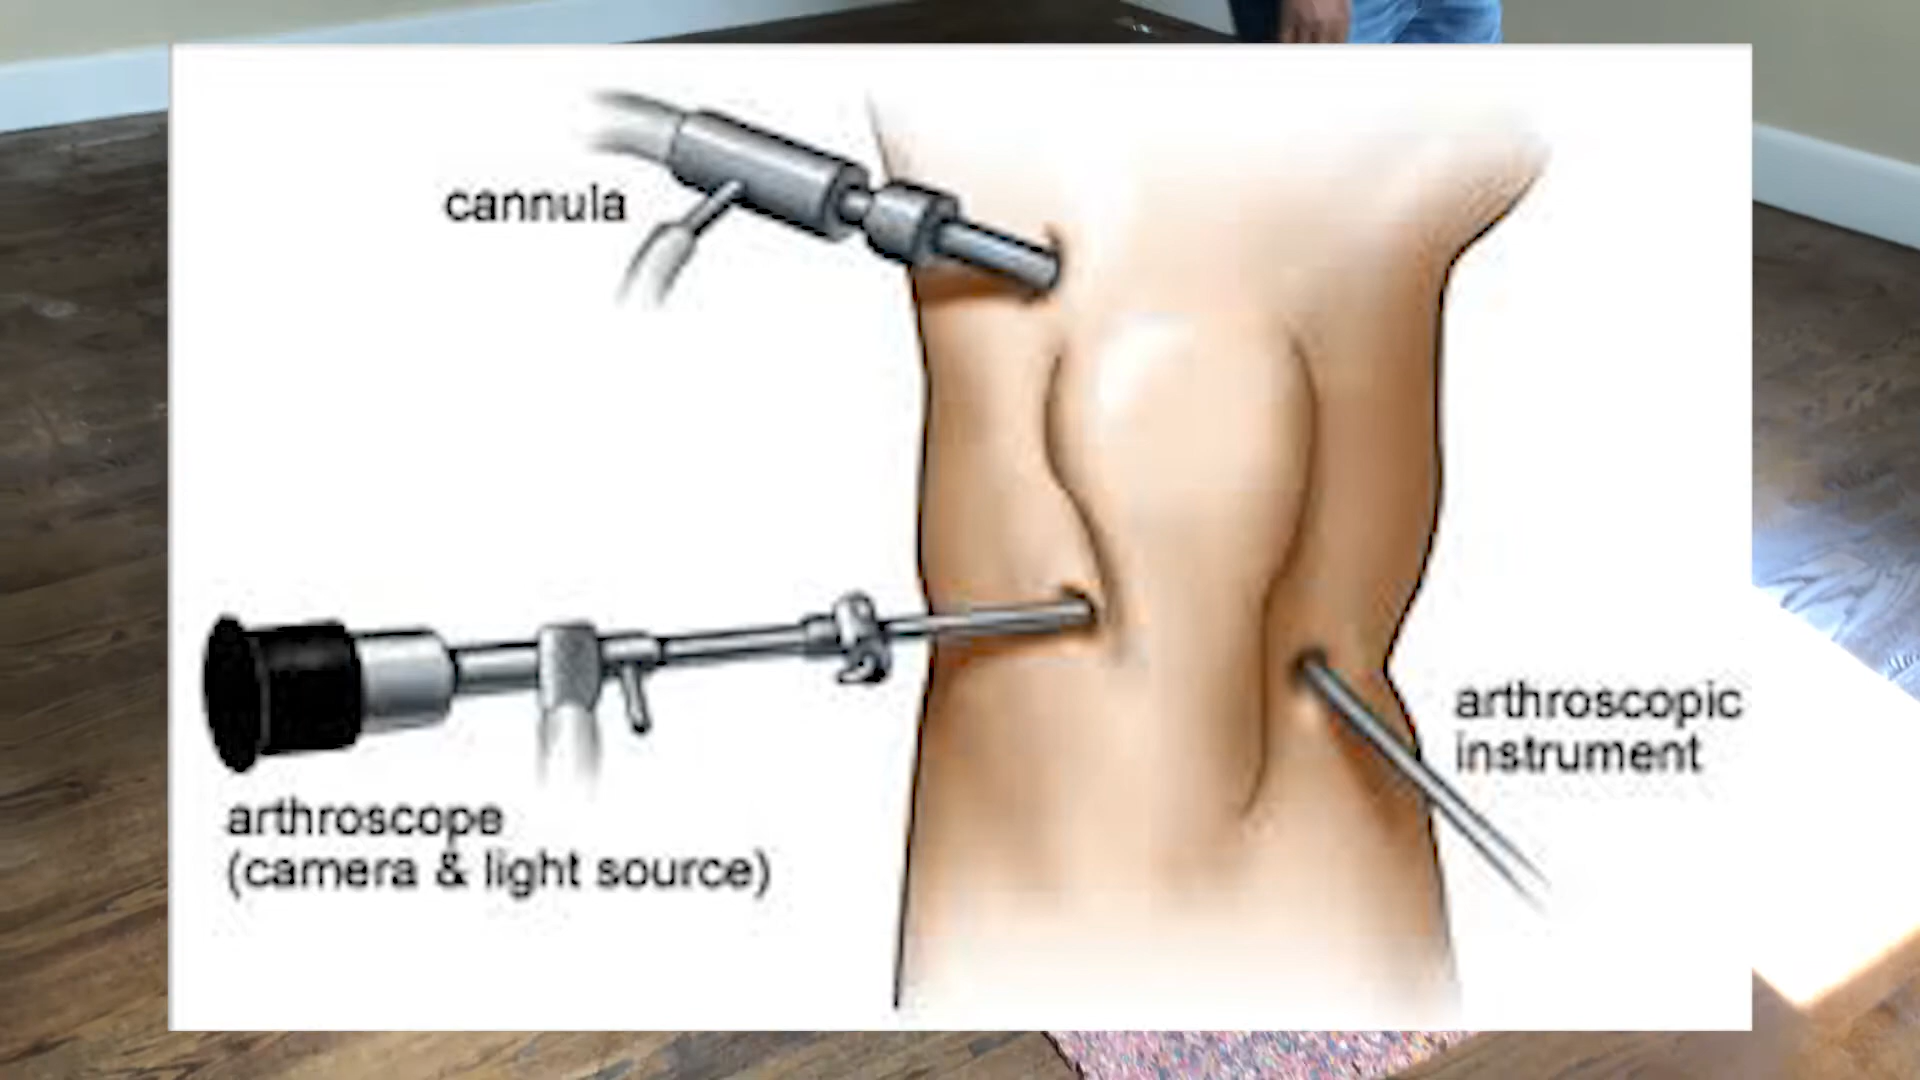 cannula
arthroscope
(camera & light source)
arthroscopic
instrument